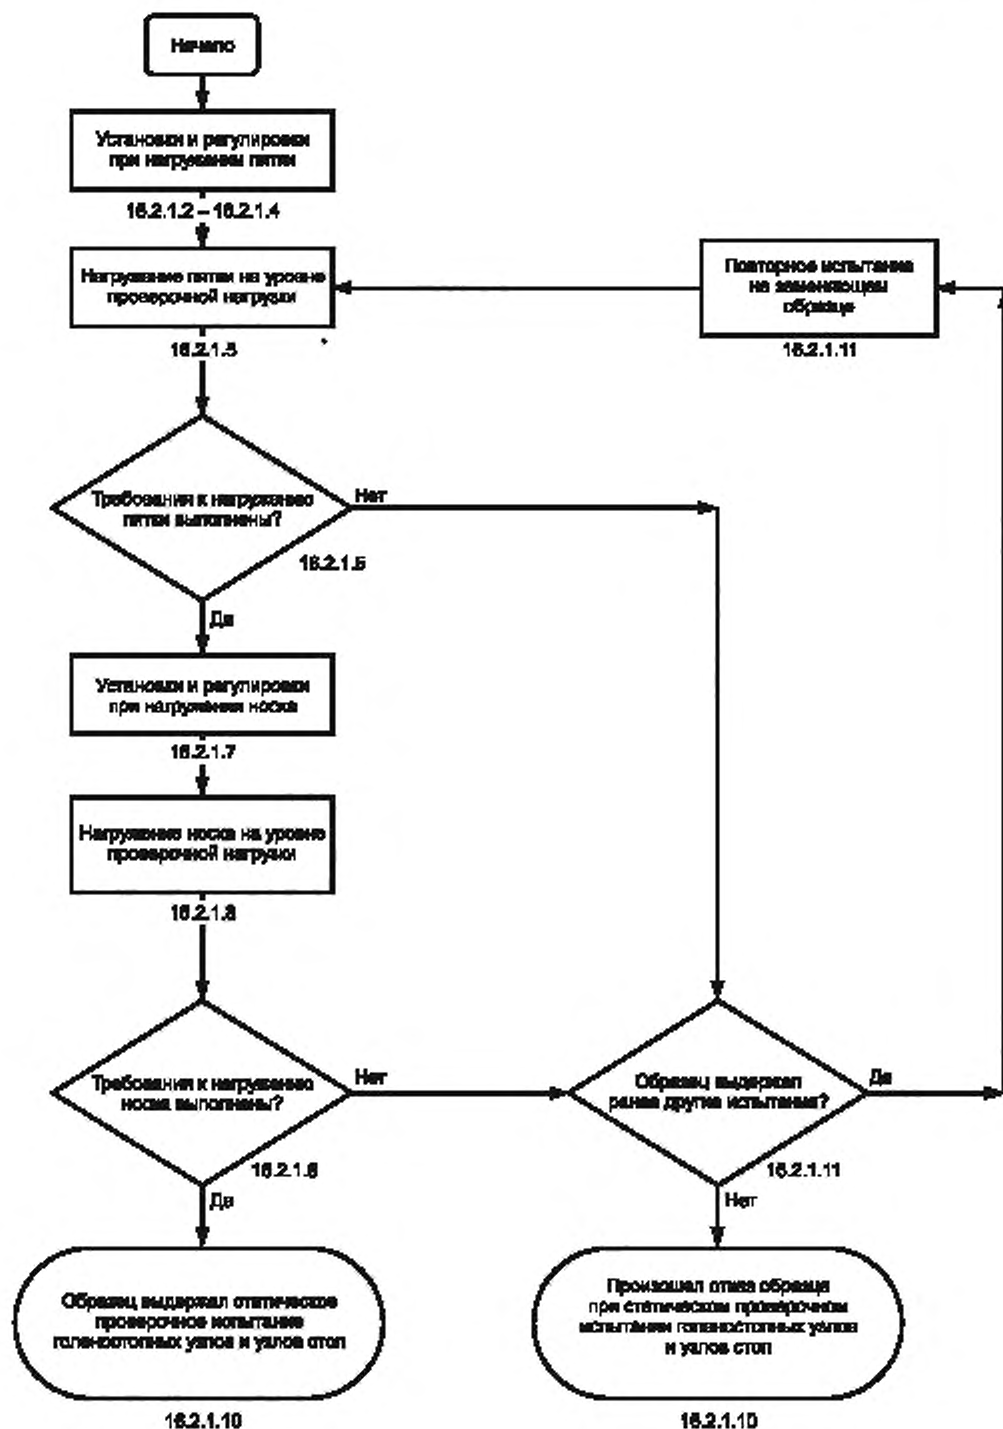 Начало
Установки и регулировки
при нагружении пятки
16.2.1.2 – 16.2.1.4
Нагружение пятки на уровне
проверочной нагрузки
16.2.1.3
Повторное испытание
на заменяющем
образце
16.2.1.11
Требования к нагружению
пятки выполнены?
Нет
16.2.1.5
Да
Установки и регулировки
при нагружения носка
16.2.1.7
Нагружение носка на уровне
проверочной нагрузки
16.2.1.8
Требования к нагружению
носка выполнены?
Нет
16.2.1.6
Да
Образец выдержал
ранее другие испытания?
Да
16.2.1.11
Нет
Образец выдержал статическое
проверочное испытание
голеностопных узлов и узлов стоп
16.2.1.10
Произошел отказ образца
при статическом проверочном
испытании голеностопных узлов
и узлов стоп
16.2.1.10